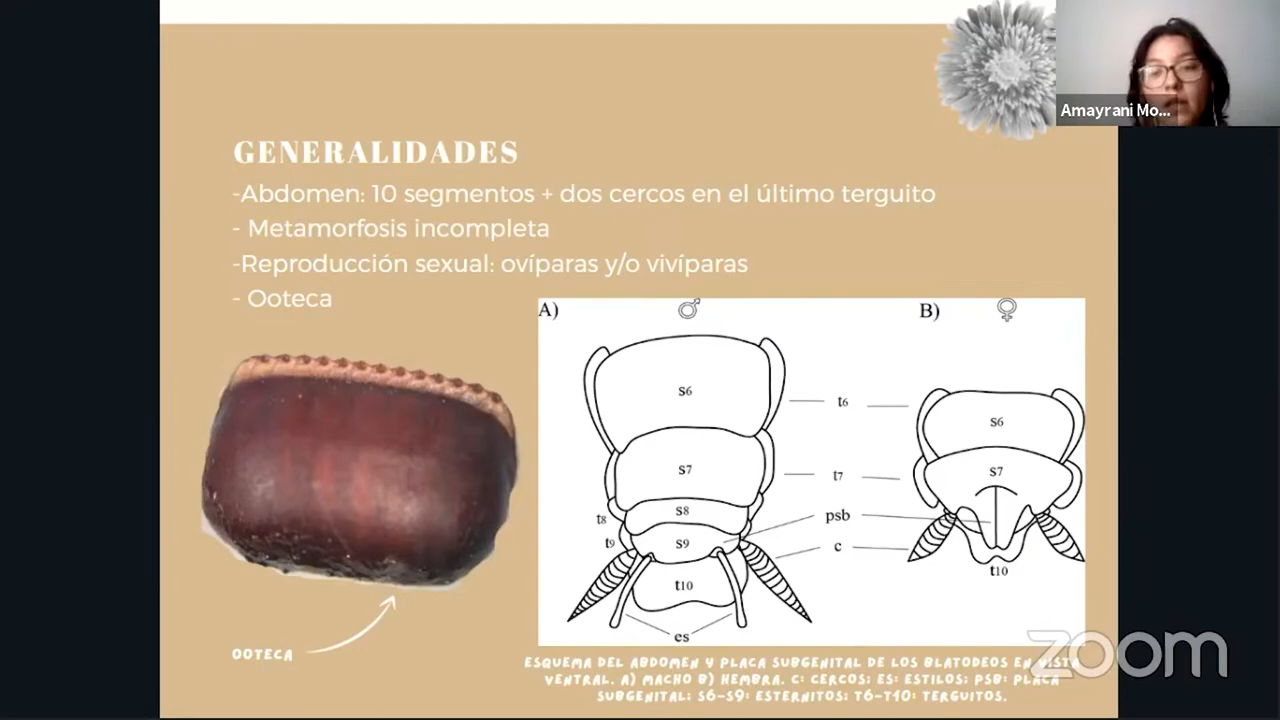 Amayrani Mo...
GENERALIDADES
-Abdomen: 10 segmentos + dos cercos en el último terguito
- Metamorfosis incompleta
-Reproducción sexual: ovíparas y/o vivíparas
- Ooteca
A) ♂
B) ♀
s6
t6
s6
s7
t7
s7
s8
t8
psb
t9
s9
c
t10
t10
es
OOTECA
ESQUEMA DEL ABDOMEN Y PLACA SUBGENITAL DE LOS BLATODEOS EN VISTA
VENTRAL. A) MACHO B) HEMBRA. C: CERCOS; ES: ESTILOS; PSB: PLACA
SUBGENITAL; S6-S9: ESTERNITOS; T6-T10: TERGUITOS.
zoom